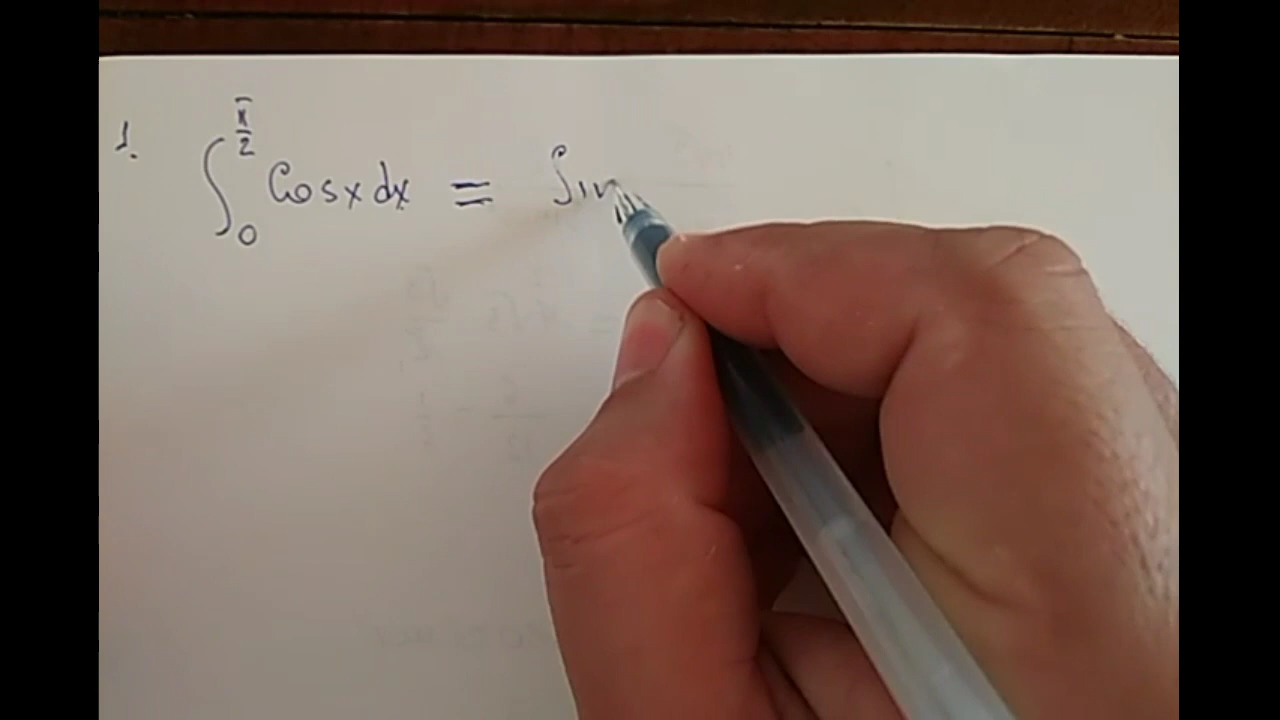 1. ∫₀^{π/2} Cosx dx = Sin